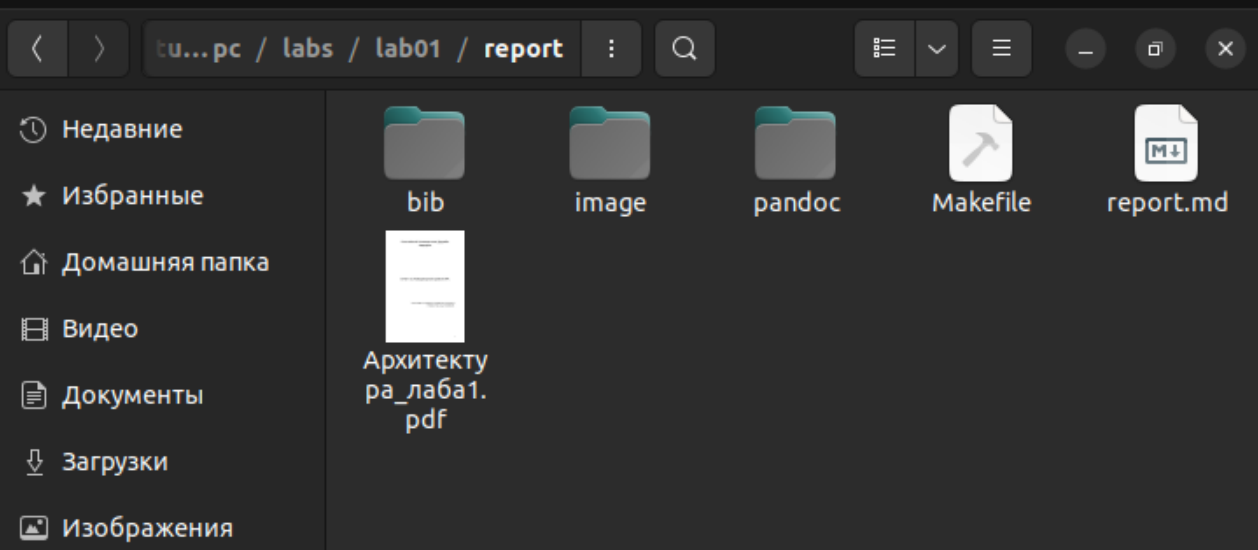 tu...pc / labs / lab01 / report
Недавние
Избранные
Домашняя папка
Видео
Документы
Загрузки
Изображения
bib
image
pandoc
Makefile
report.md
M
Архитекту
ра_лаба1.
pdf